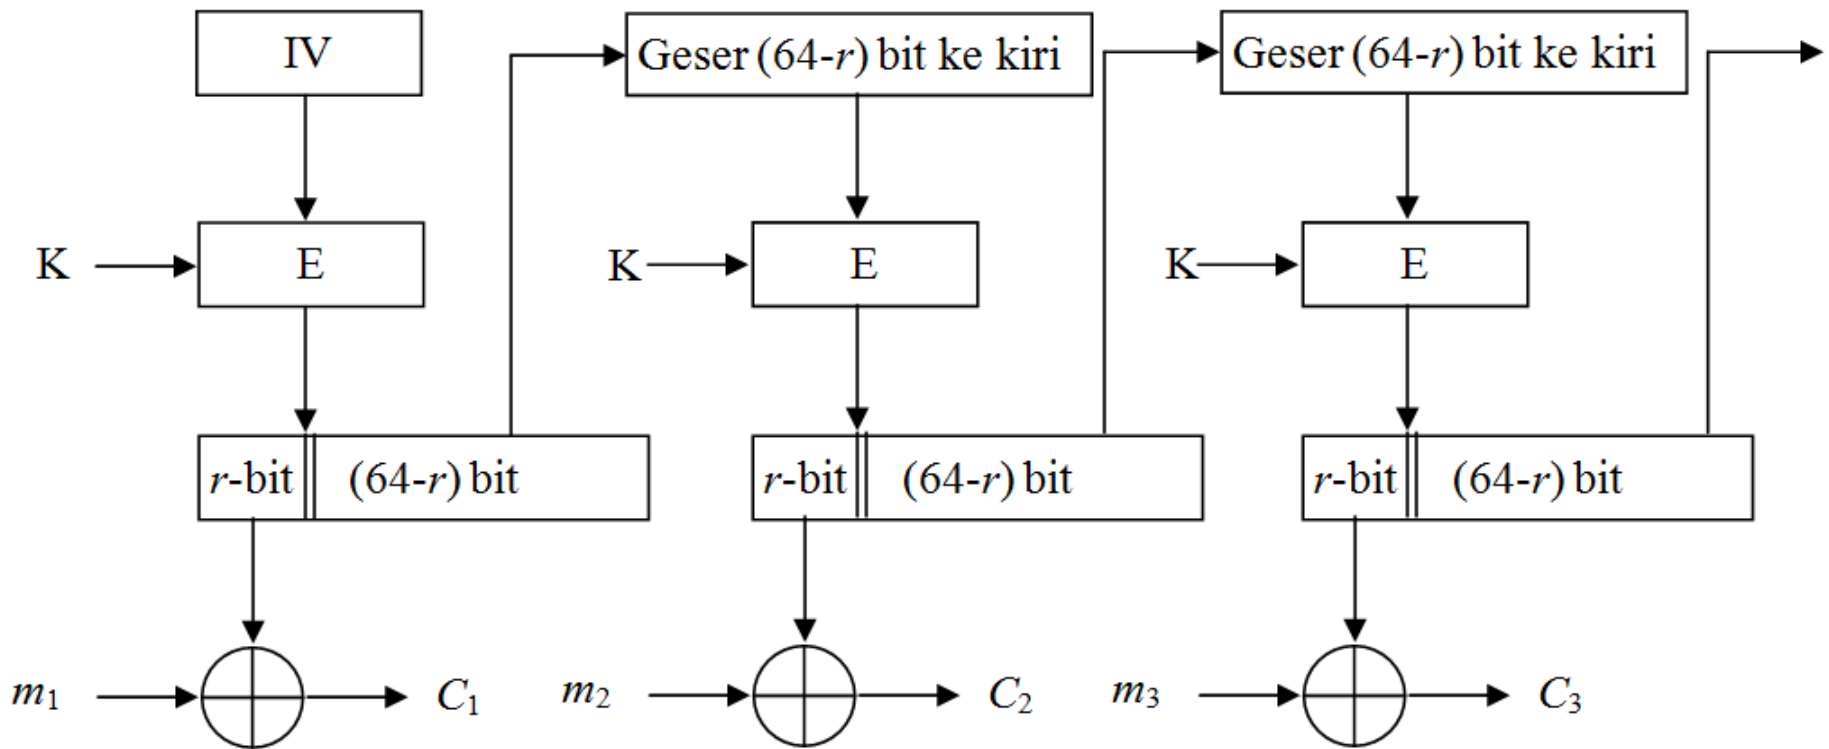 IV
Geser (64-r) bit ke kiri
Geser (64-r) bit ke kiri
K
E
K
E
K
E
r-bit
(64-r) bit
r-bit
(64-r) bit
r-bit
(64-r) bit
m₁
C₁
m₂
C₂
m₃
C₃